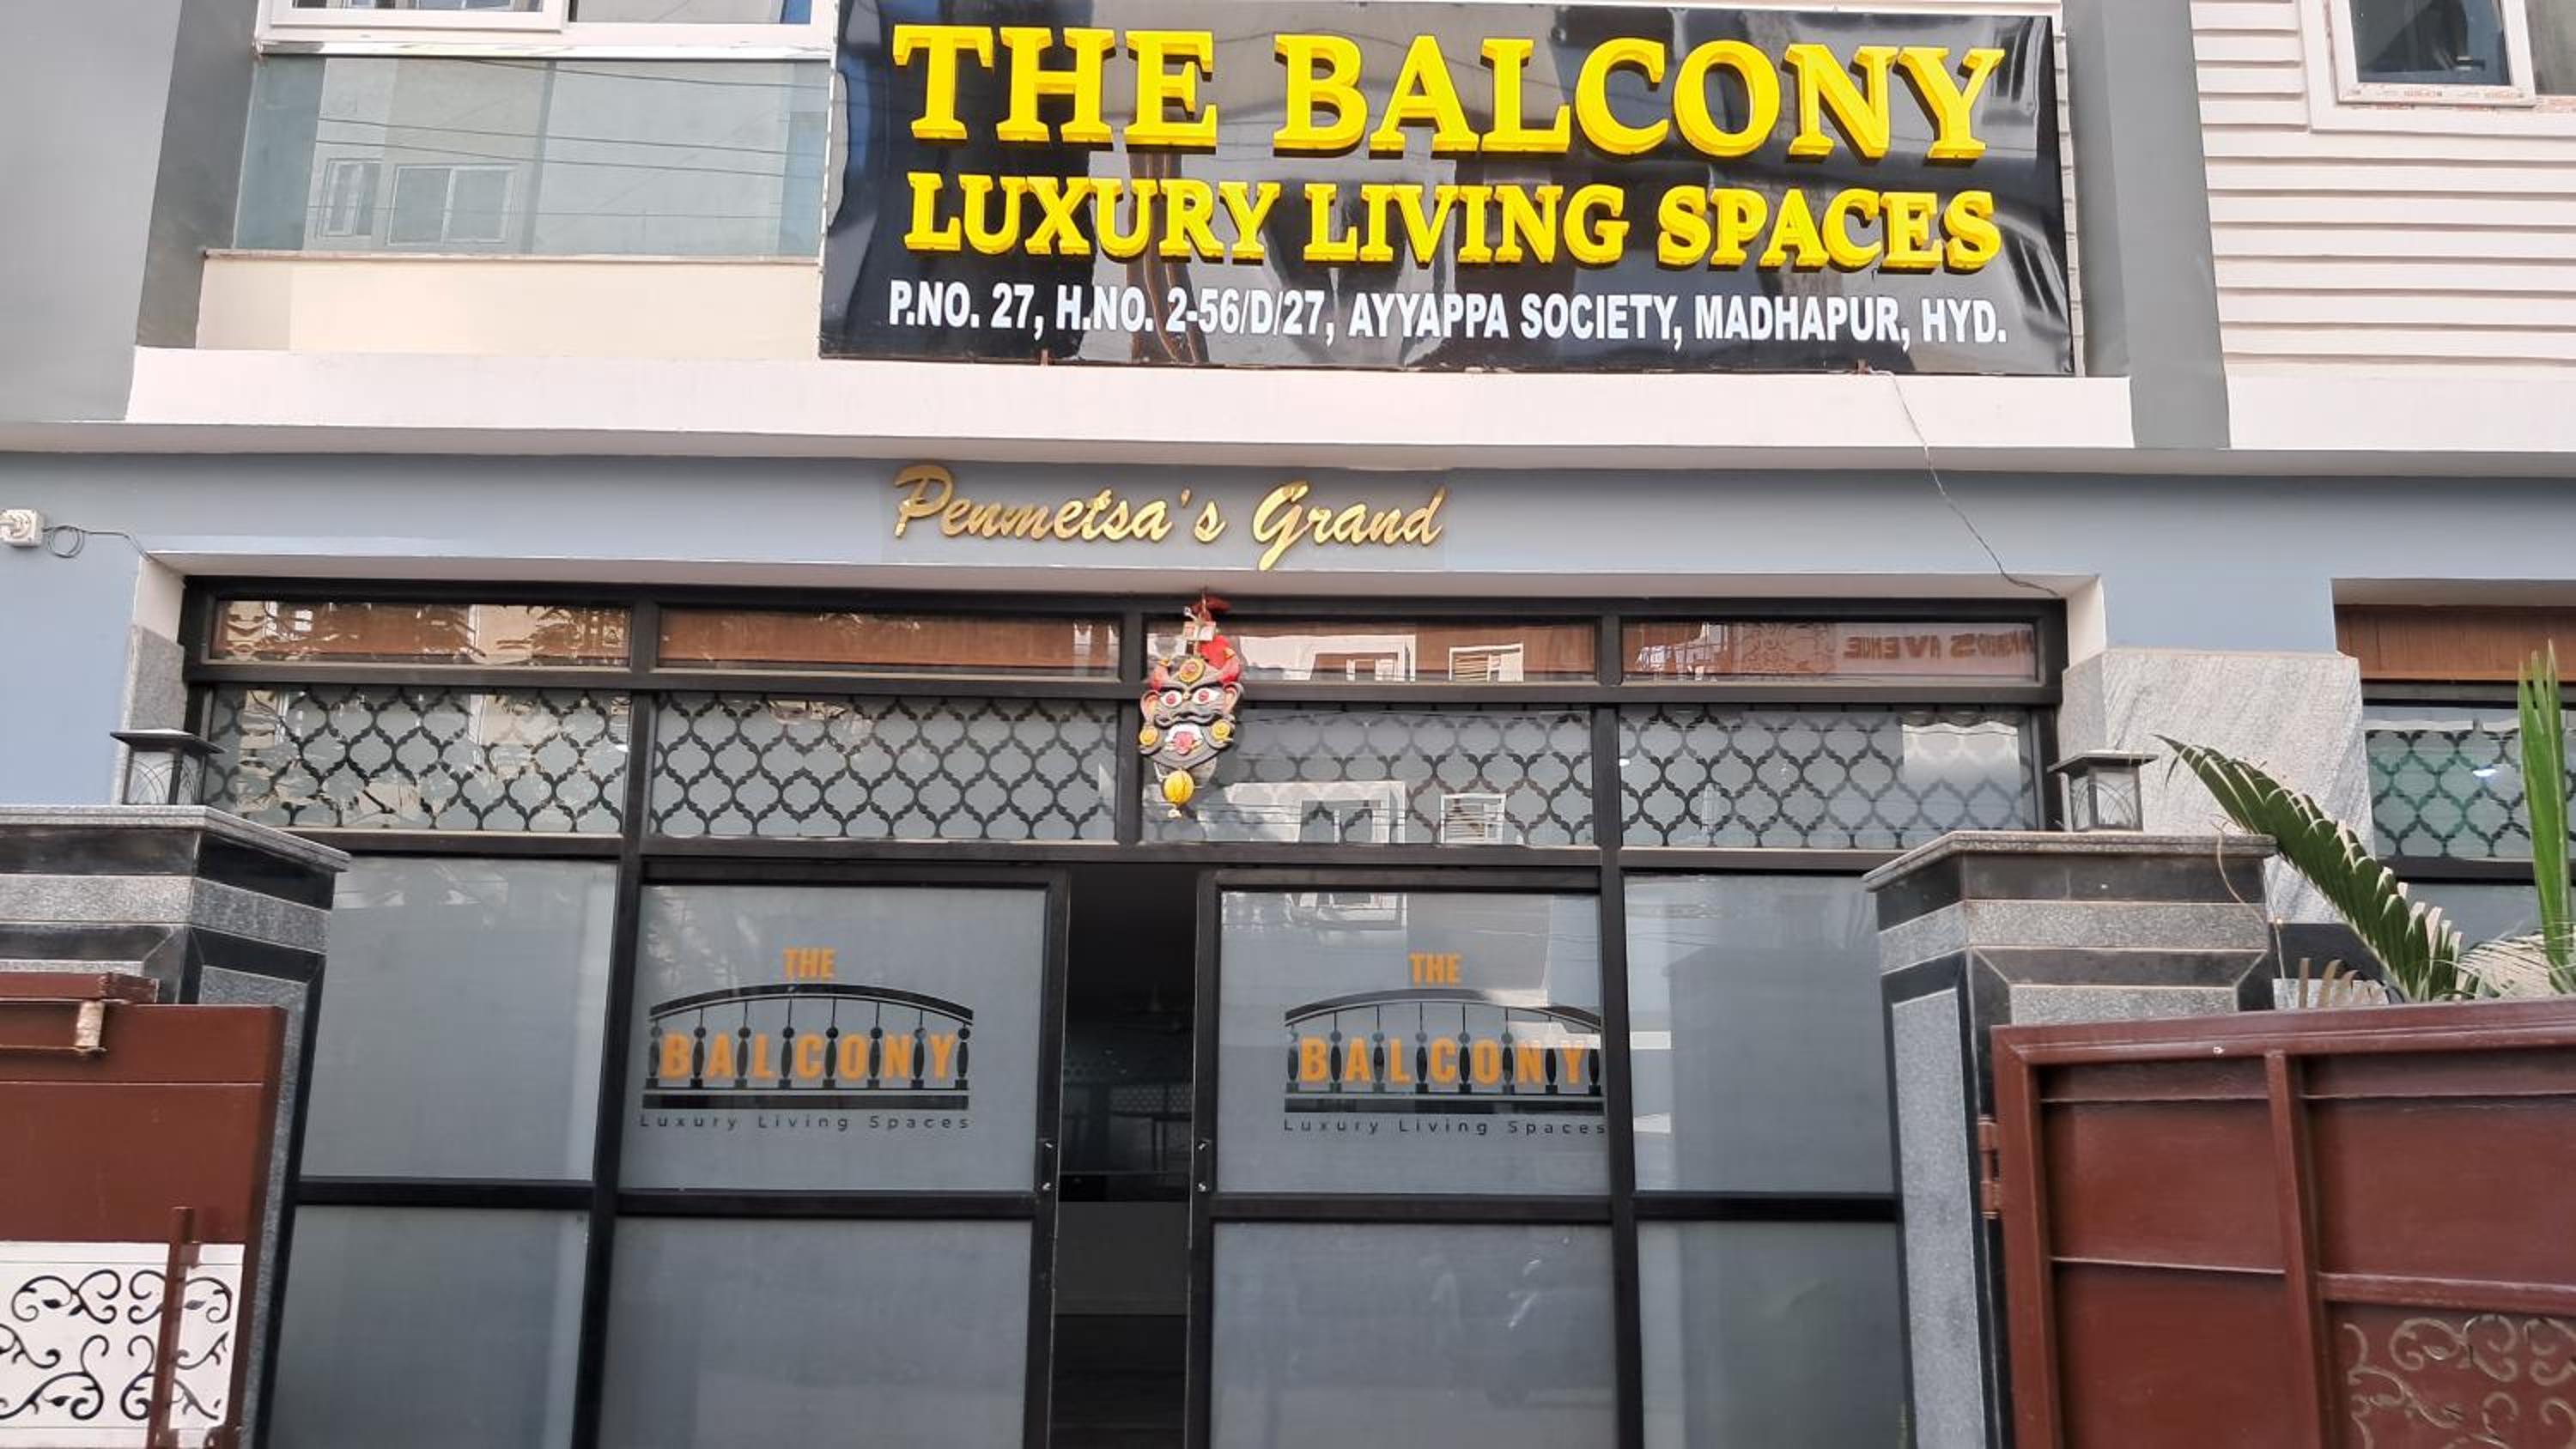 THE BALCONY
LUXURY LIVING SPACES
P.NO. 27, H.NO. 2-56/D/27, AYYAPPA SOCIETY, MADHAPUR, HYD.
Penmetsa's Grand
AVENUE
THE
BALCONY
Luxury Living Spaces
THE
BALCONY
Luxury Living Spaces